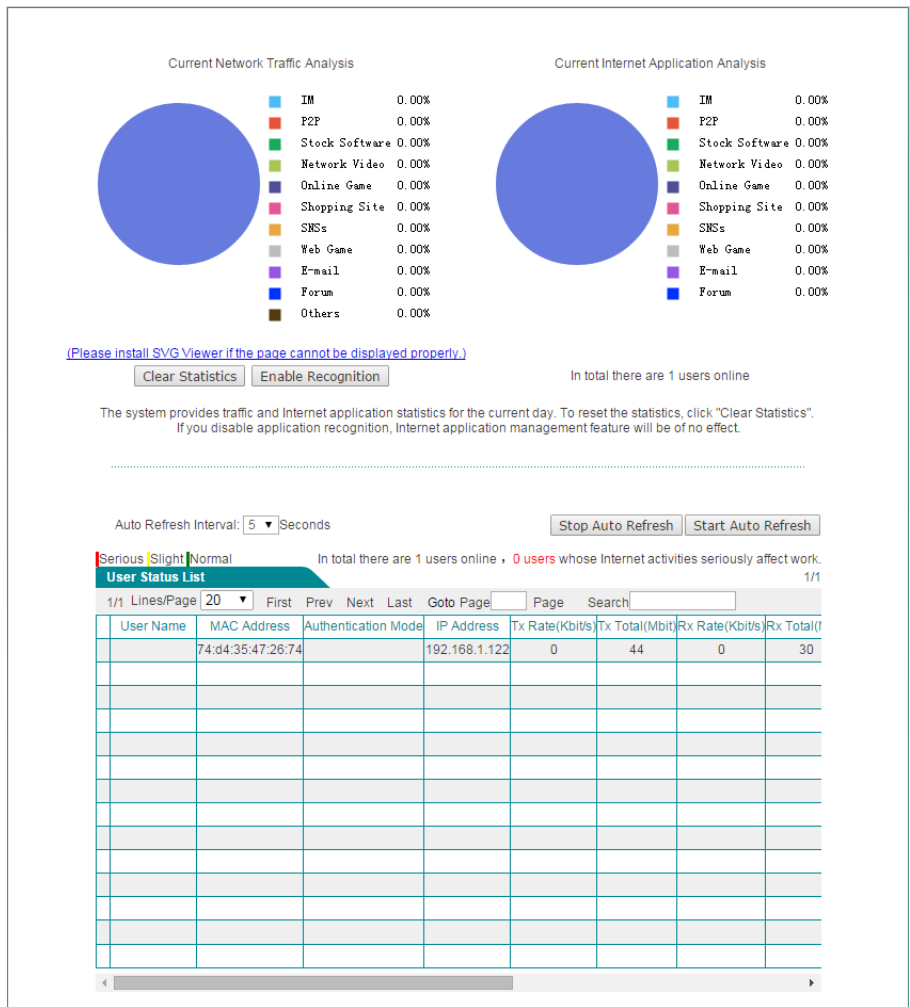 Current Network Traffic Analysis
Current Internet Application Analysis
IM 0.00%
P2P 0.00%
Stock Software 0.00%
Network Video 0.00%
Online Game 0.00%
Shopping Site 0.00%
SNSs 0.00%
Web Game 0.00%
E-mail 0.00%
Forum 0.00%
Others 0.00%
IM 0.00%
P2P 0.00%
Stock Software 0.00%
Network Video 0.00%
Online Game 0.00%
Shopping Site 0.00%
SNSs 0.00%
Web Game 0.00%
E-mail 0.00%
Forum 0.00%
(Please install SVG Viewer if the page cannot be displayed properly.)
Clear Statistics Enable Recognition In total there are 1 users online
The system provides traffic and Internet application statistics for the current day. To reset the statistics, click "Clear Statistics".
If you disable application recognition, Internet application management feature will be of no effect.
Auto Refresh Interval: 5 Seconds Stop Auto Refresh Start Auto Refresh
Serious Slight Normal In total there are 1 users online , 0 users whose Internet activities seriously affect work.
User Status List 1/1
1/1 Lines/Page 20 First Prev Next Last Goto Page Page Search
User Name MAC Address Authentication Mode IP Address Tx Rate(Kbit/s) Tx Total(Mbit) Rx Rate(Kbit/s) Rx Total(
74:d4:35:47:26:74 192.168.1.122 0 44 0 30